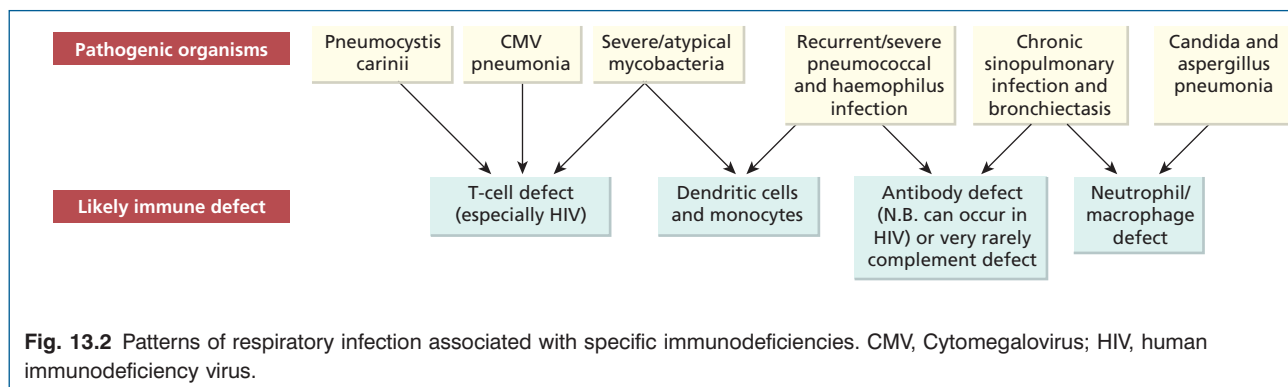 Pathogenic organisms
Pneumocystis
carinii
CMV
pneumonia
Severe/atypical
mycobacteria
Recurrent/severe
pneumococcal
and haemophilus
infection
Chronic
sinopulmonary
infection and
bronchiectasis
Candida and
aspergillus
pneumonia
Likely immune defect
T-cell defect
(especially HIV)
Dendritic cells
and monocytes
Antibody defect
(N.B. can occur in
HIV) or very rarely
complement defect
Neutrophil/
macrophage
defect
Fig. 13.2 Patterns of respiratory infection associated with specific immunodeficiencies. CMV, Cytomegalovirus; HIV, human
immunodeficiency virus.